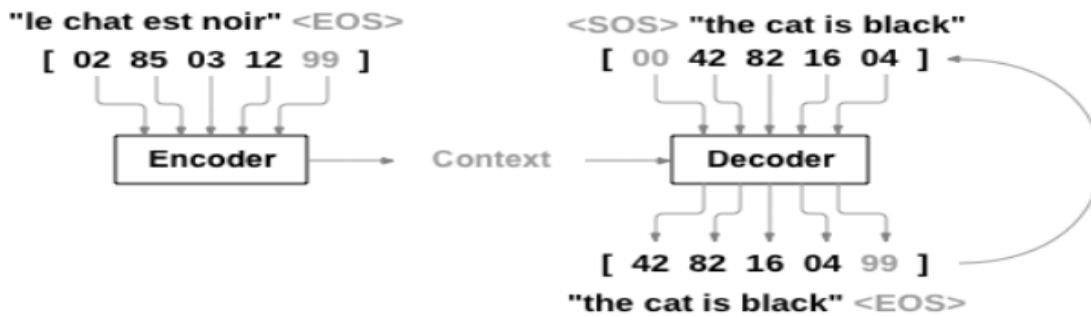 "le chat est noir" <EOS>
[ 02 85 03 12 99 ]
Encoder
Context
<SOS> "the cat is black"
[ 00 42 82 16 04 ]
Decoder
[ 42 82 16 04 99 ]
"the cat is black" <EOS>